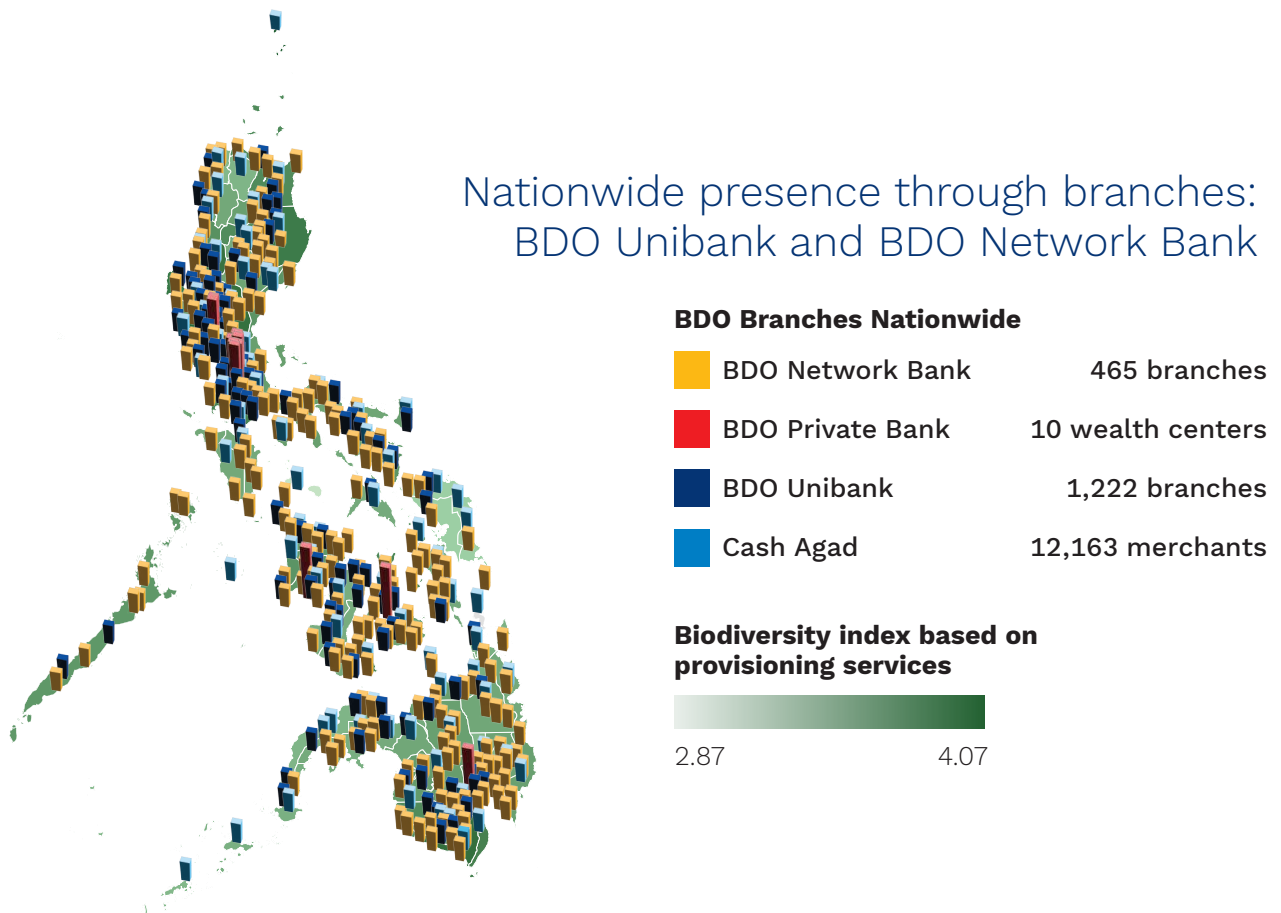 Nationwide presence through branches:
BDO Unibank and BDO Network Bank
BDO Branches Nationwide
BDO Network Bank 465 branches
BDO Private Bank 10 wealth centers
BDO Unibank 1,222 branches
Cash Agad 12,163 merchants
Biodiversity index based on
provisioning services
2.87 4.07